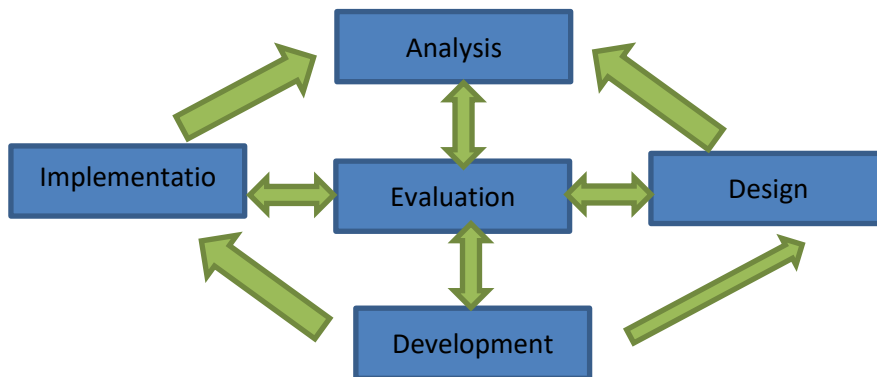 Analysis
Implementatio
Evaluation
Design
Development